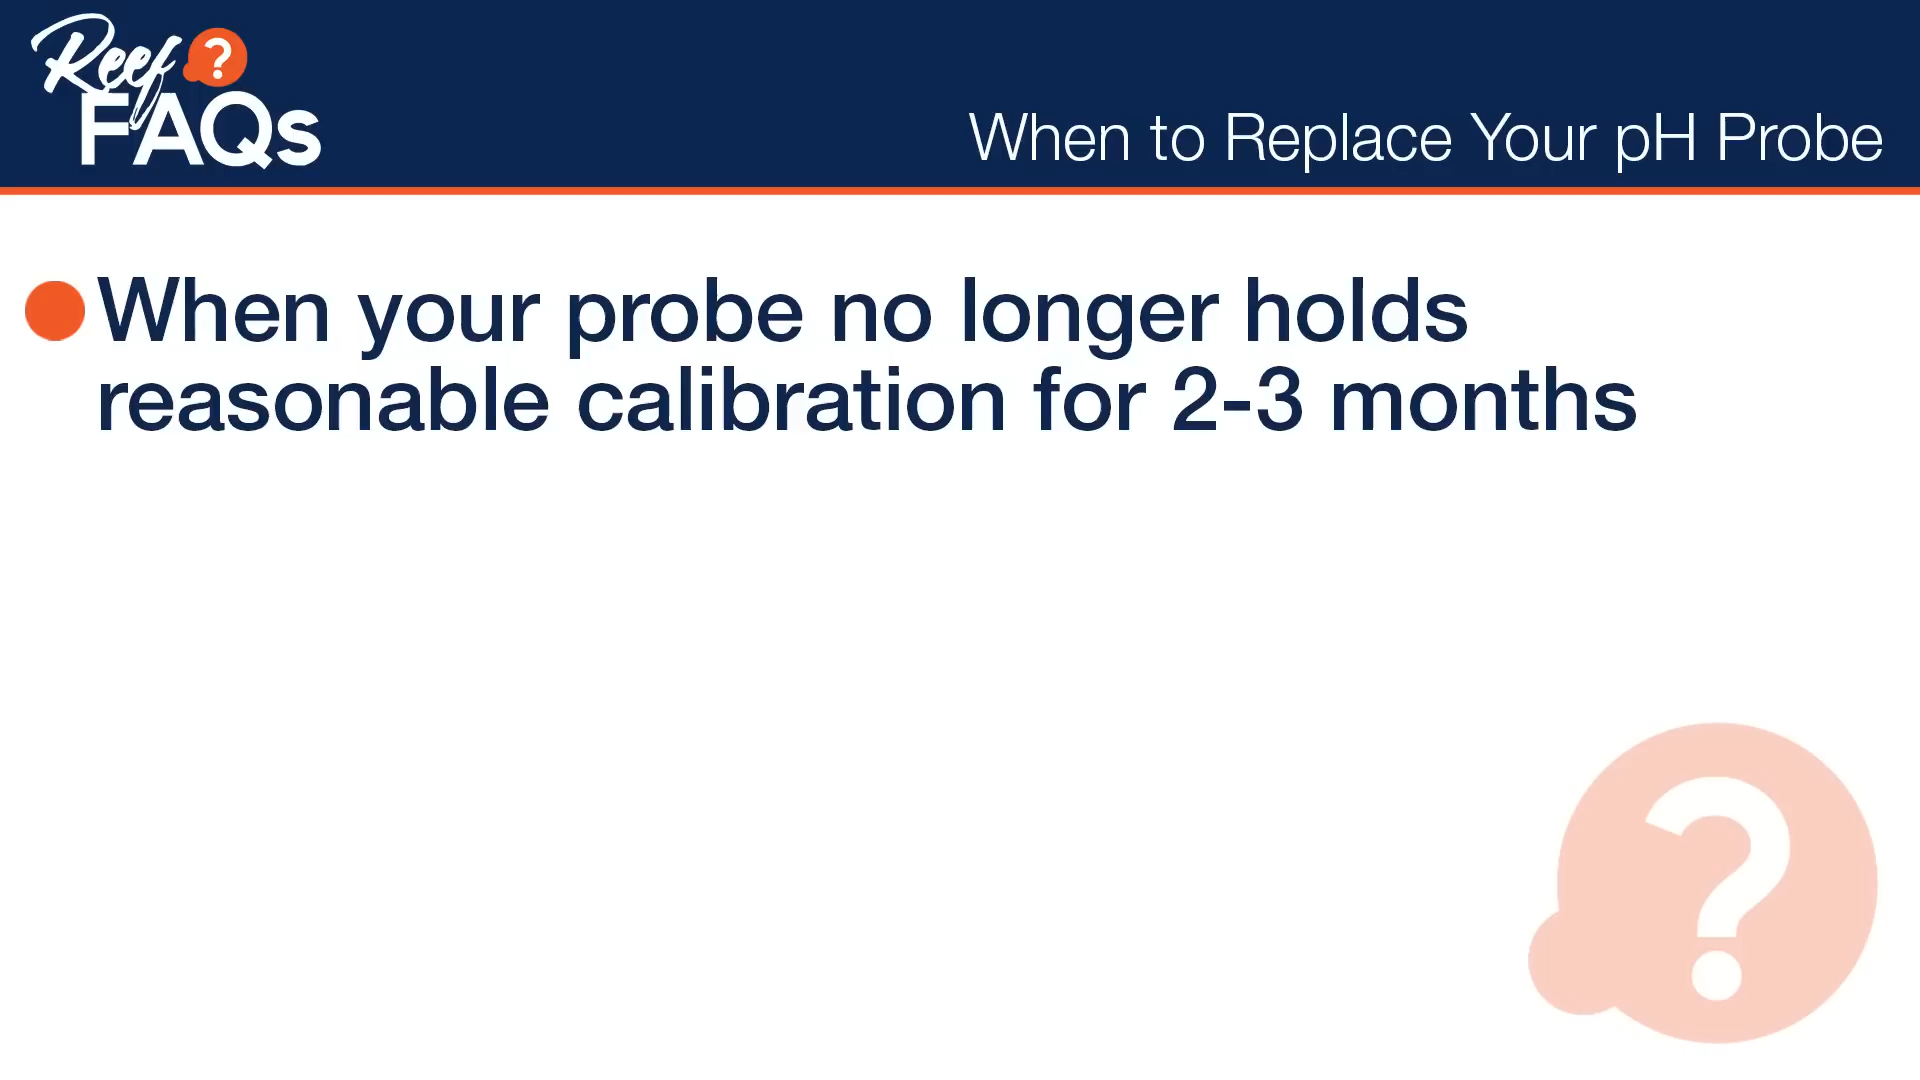 Reef ?
FAQs
When to Replace Your pH Probe
When your probe no longer holds
reasonable calibration for 2-3 months
?